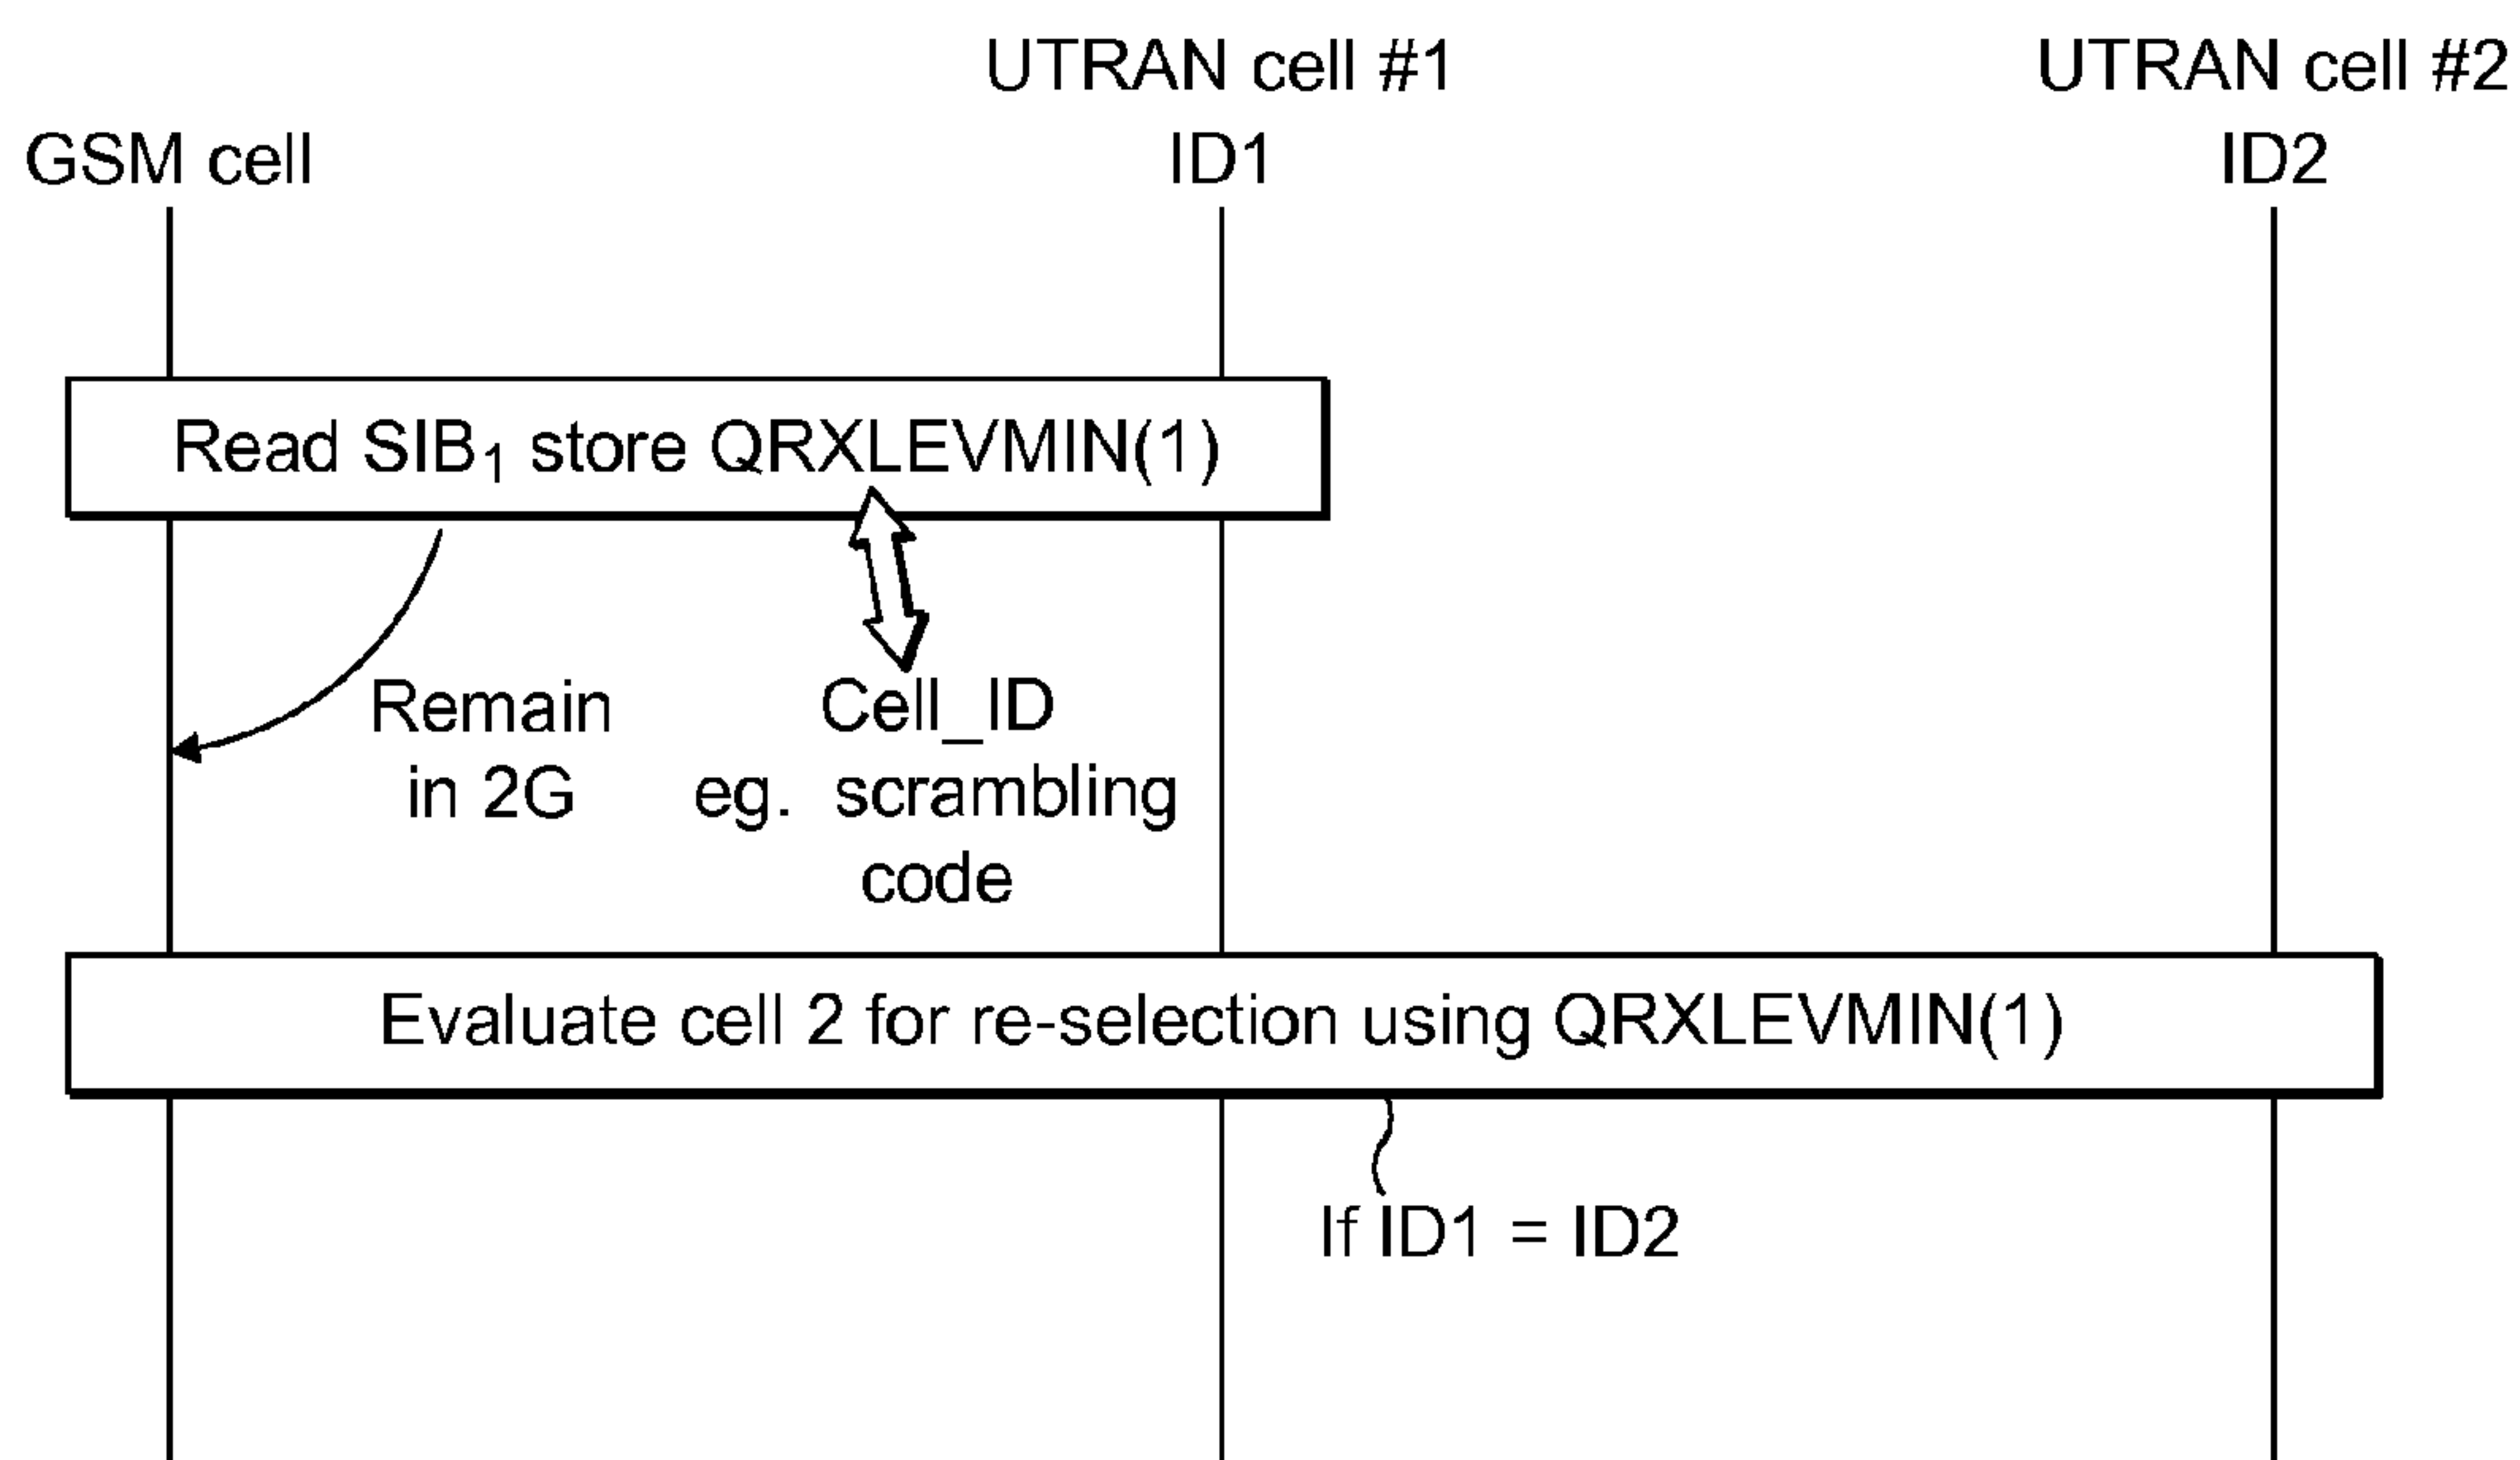 UTRAN cell #1
UTRAN cell #2
GSM cell
ID1
ID2
Read SIB₁ store QRXLEVMIN(1)
Remain
in 2G
Cell_ID
eg. scrambling
code
Evaluate cell 2 for re-selection using QRXLEVMIN(1)
If ID1 = ID2